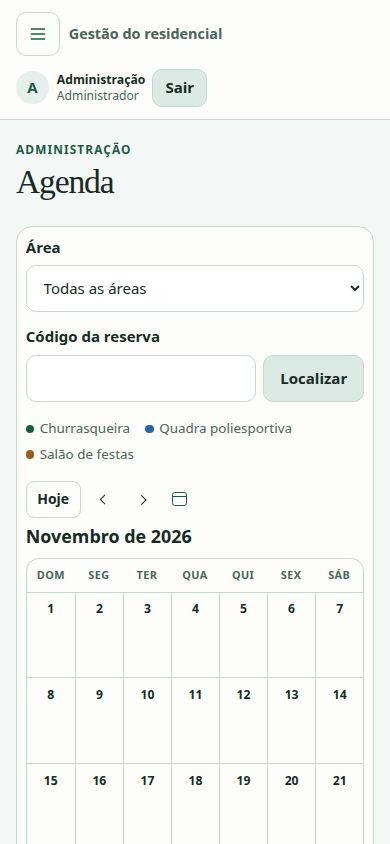 Gestão do residencial
A
Administração
Administrador
Sair
ADMINISTRAÇÃO
Agenda
Área
Todas as áreas
Código da reserva
Localizar
Churrasqueira Quadra poliesportiva
Salão de festas
Hoje
Novembro de 2026
DOM SEG TER QUA QUI SEX SÁB
1 2 3 4 5 6 7
8 9 10 11 12 13 14
15 16 17 18 19 20 21